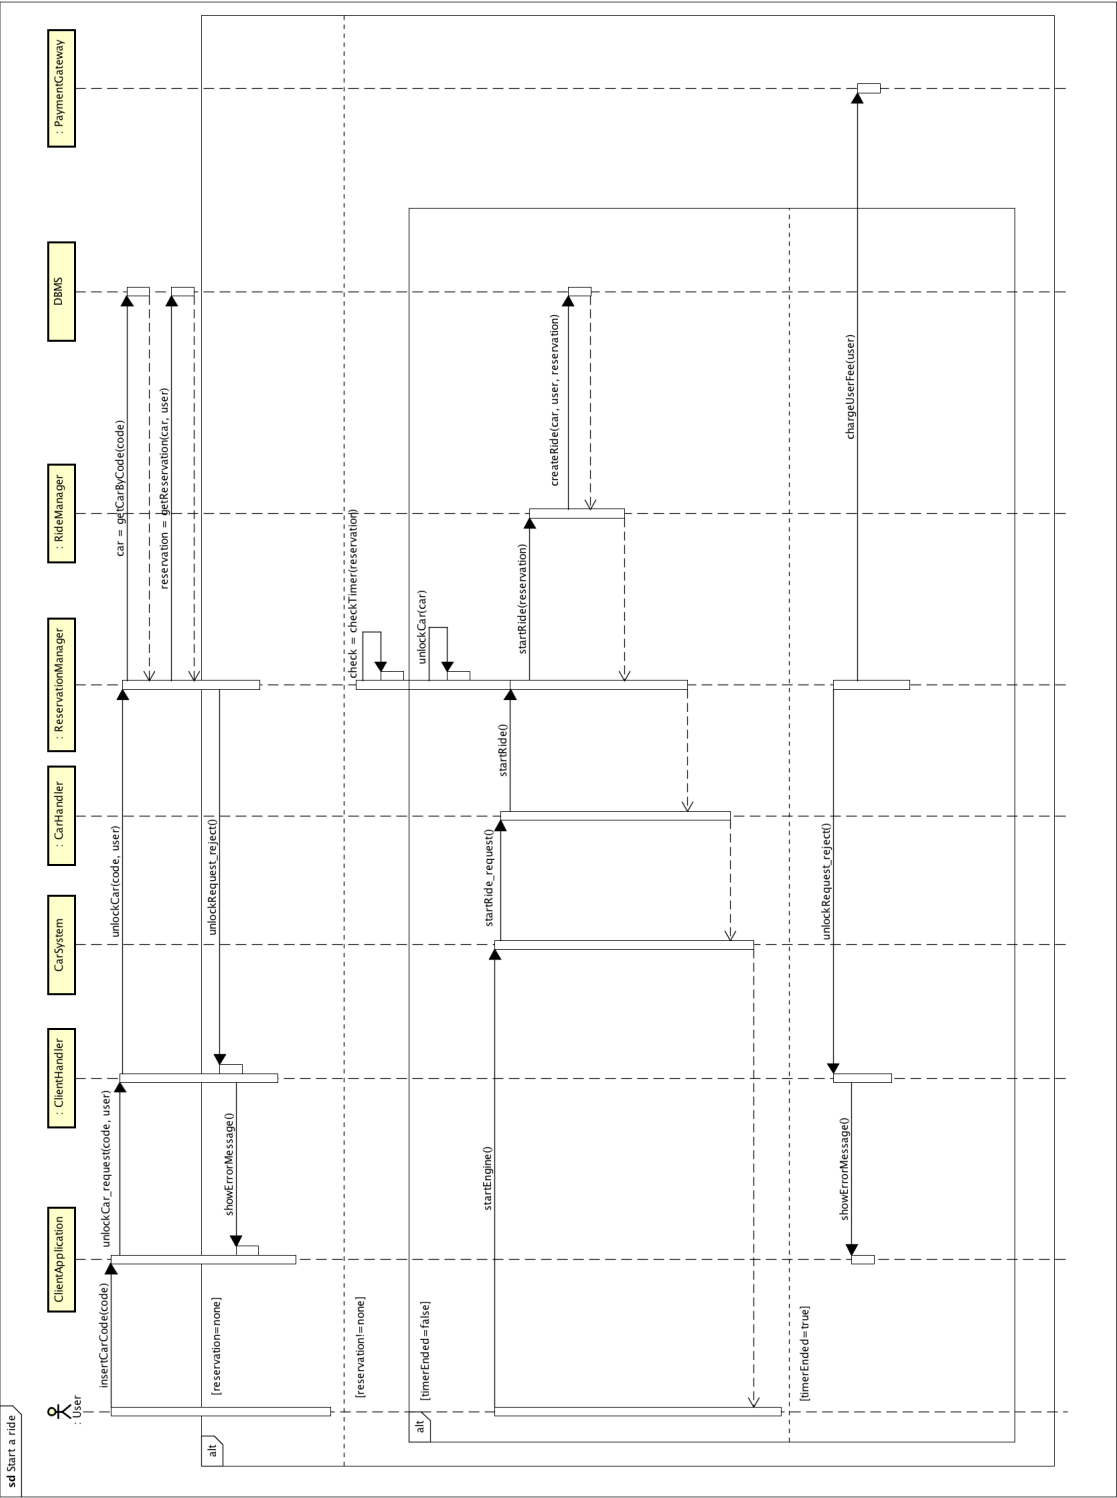 sd Start a ride
: User
ClientApplication
: ClientHandler
CarSystem
: CarHandler
: ReservationManager
: RideManager
DBMS
: PaymentGateway
insertCarCode(code)
unlockCar_request(code, user)
unlockCar(code, user)
car = getCarByCode(code)
reservation = getReservation(car, user)
alt
[reservation=none]
unlockRequest_reject()
showErrorMessage()
[reservation!=none]
check = checkTimer(reservation)
alt
[timerEnded=false]
unlockCar(car)
startEngine()
startRide_request()
startRide()
startRide(reservation)
createRide(car, user, reservation)
[timerEnded=true]
unlockRequest_reject()
showErrorMessage()
chargeUserFee(user)